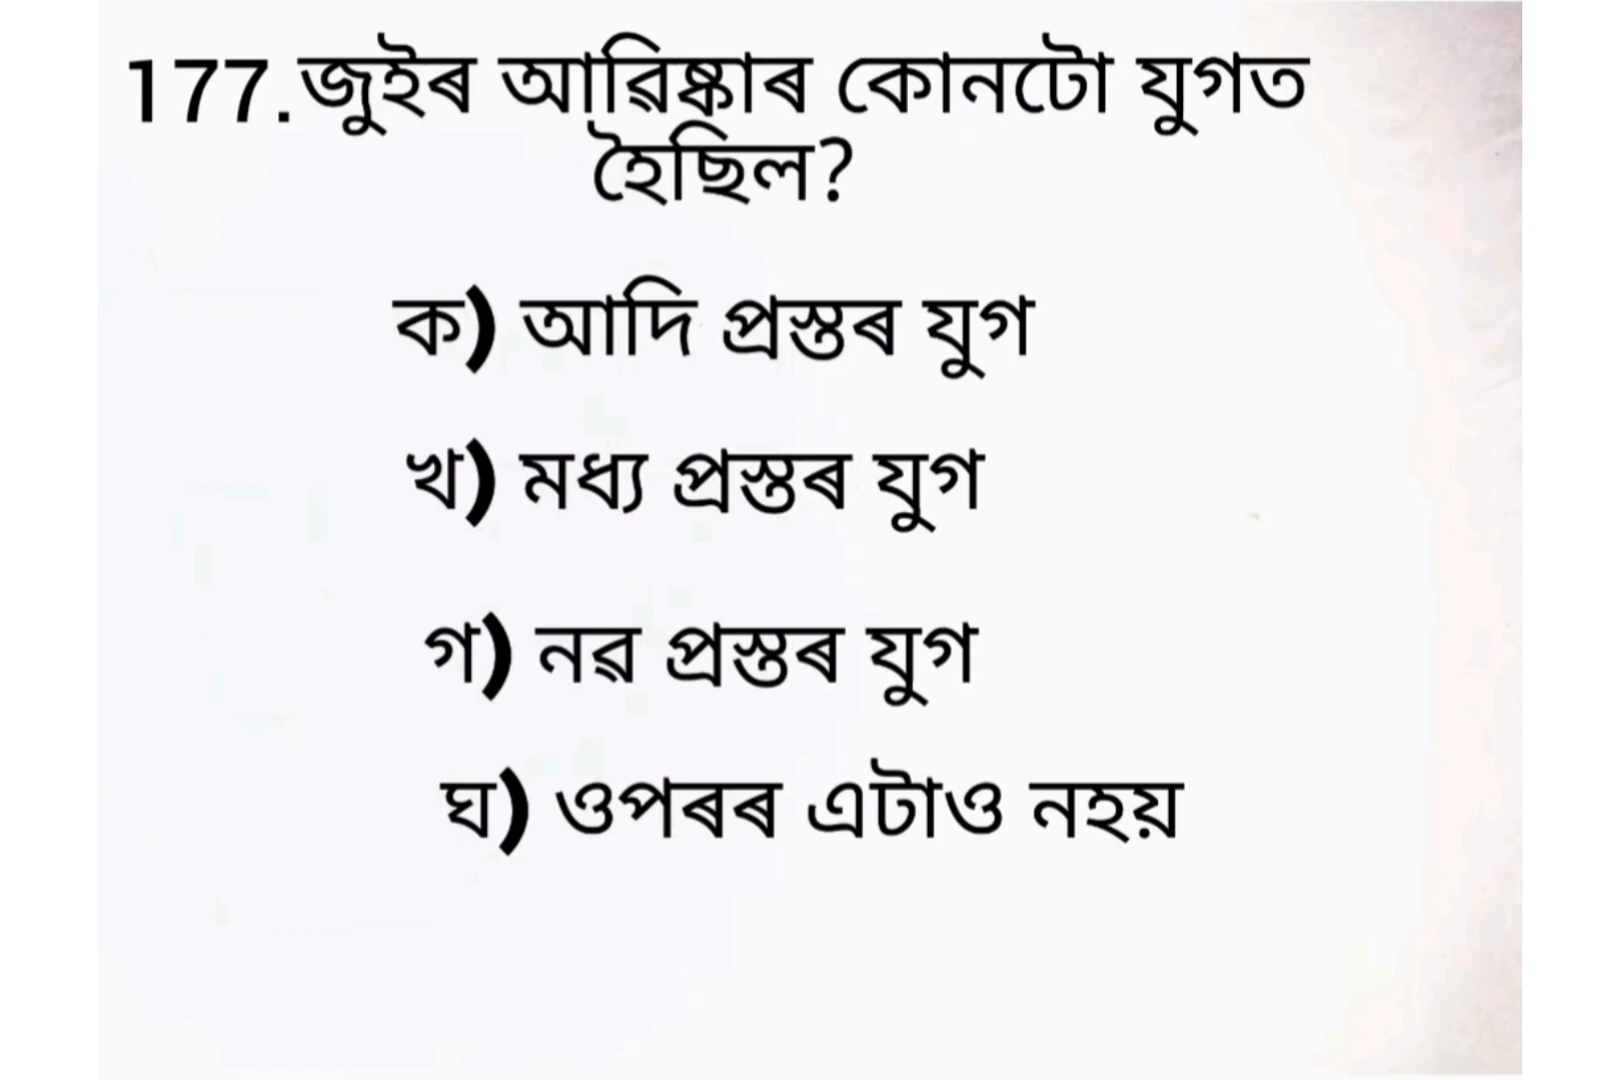 177.জুইৰ আৱিষ্কাৰ কোনটো যুগত
হৈছিল?
ক) আদি প্ৰস্তৰ যুগ
খ) মধ্য প্ৰস্তৰ যুগ
গ) নৱ প্ৰস্তৰ যুগ
ঘ) ওপৰৰ এটাও নহয়